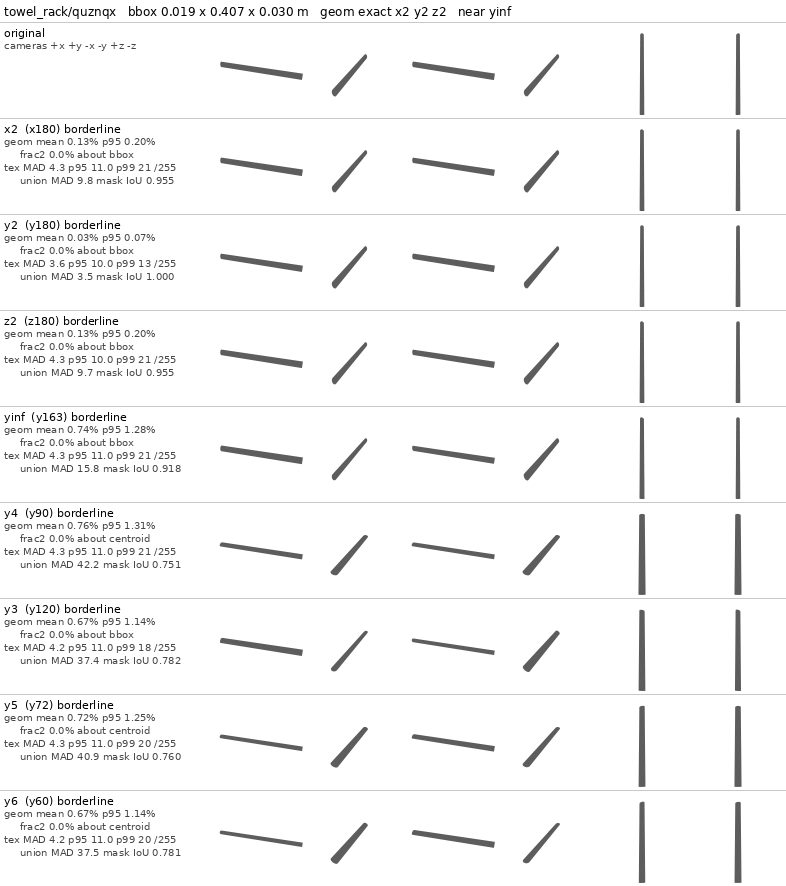 towel_rack/quznqx bbox 0.019 x 0.407 x 0.030 m geom exact x2 y2 z2 near yinf
original
cameras +x +y -x -y +z -z
x2 (x180) borderline
geom mean 0.13% p95 0.20%
frac2 0.0% about bbox
tex MAD 4.3 p95 11.0 p99 21 /255
union MAD 9.8 mask IoU 0.955
y2 (y180) borderline
geom mean 0.03% p95 0.07%
frac2 0.0% about bbox
tex MAD 3.6 p95 10.0 p99 13 /255
union MAD 3.5 mask IoU 1.000
z2 (z180) borderline
geom mean 0.13% p95 0.20%
frac2 0.0% about bbox
tex MAD 4.3 p95 10.0 p99 21 /255
union MAD 9.7 mask IoU 0.955
yinf (y163) borderline
geom mean 0.74% p95 1.28%
frac2 0.0% about bbox
tex MAD 4.3 p95 11.0 p99 21 /255
union MAD 15.8 mask IoU 0.918
y4 (y90) borderline
geom mean 0.76% p95 1.31%
frac2 0.0% about centroid
tex MAD 4.3 p95 11.0 p99 21 /255
union MAD 42.2 mask IoU 0.751
y3 (y120) borderline
geom mean 0.67% p95 1.14%
frac2 0.0% about bbox
tex MAD 4.2 p95 11.0 p99 18 /255
union MAD 37.4 mask IoU 0.782
y5 (y72) borderline
geom mean 0.72% p95 1.25%
frac2 0.0% about centroid
tex MAD 4.3 p95 11.0 p99 20 /255
union MAD 40.9 mask IoU 0.760
y6 (y60) borderline
geom mean 0.67% p95 1.14%
frac2 0.0% about centroid
tex MAD 4.2 p95 11.0 p99 20 /255
union MAD 37.5 mask IoU 0.781